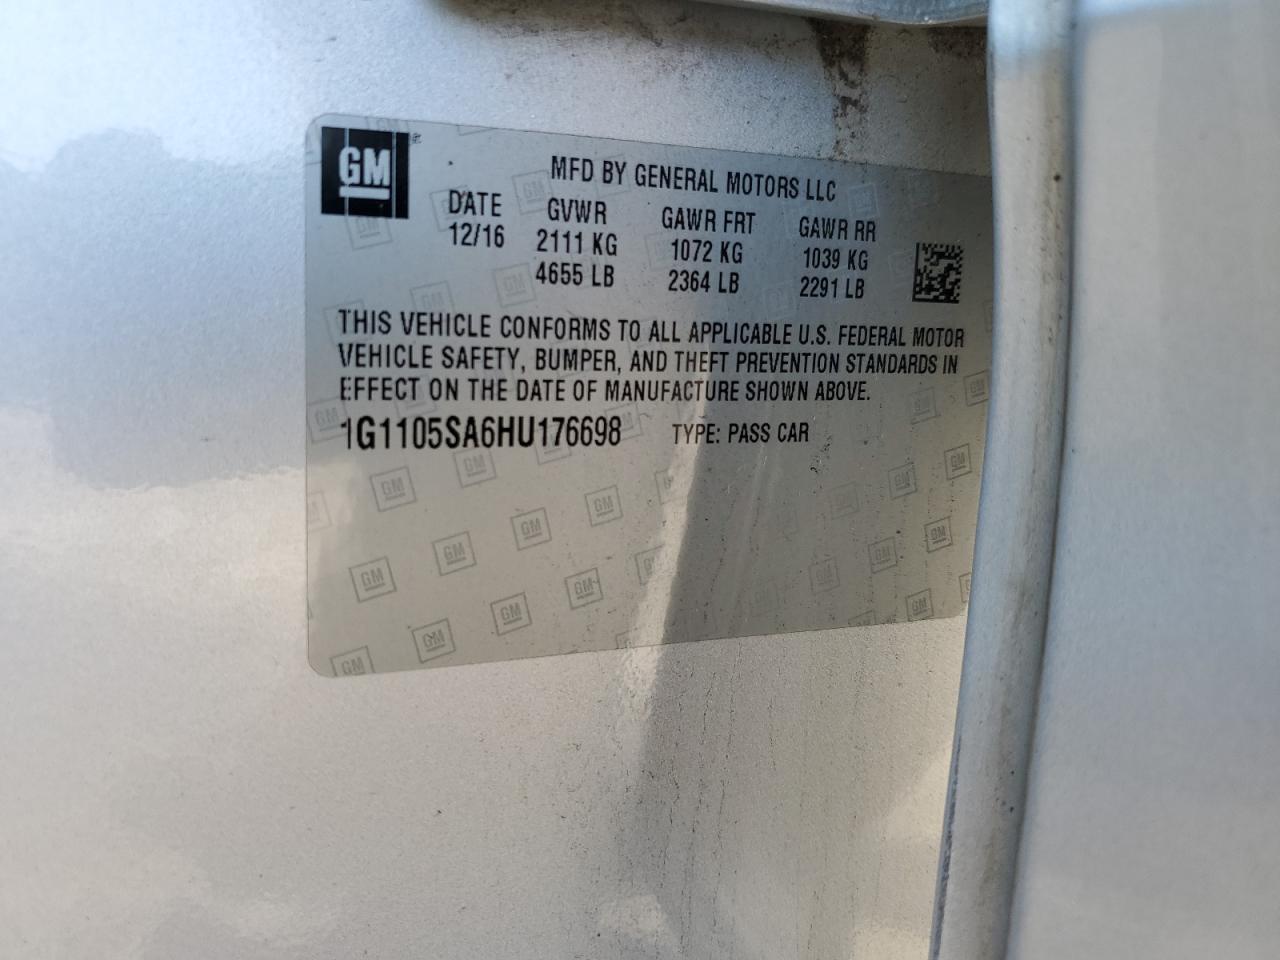 GM
MFD BY GENERAL MOTORS LLC
DATE GVWR GAWR FRT GAWR RR
12/16 2111 KG 1072 KG 1039 KG
4655 LB 2364 LB 2291 LB
THIS VEHICLE CONFORMS TO ALL APPLICABLE U.S. FEDERAL MOTOR
VEHICLE SAFETY, BUMPER, AND THEFT PREVENTION STANDARDS IN
EFFECT ON THE DATE OF MANUFACTURE SHOWN ABOVE.
1G1105SA6HU176698 TYPE: PASS CAR